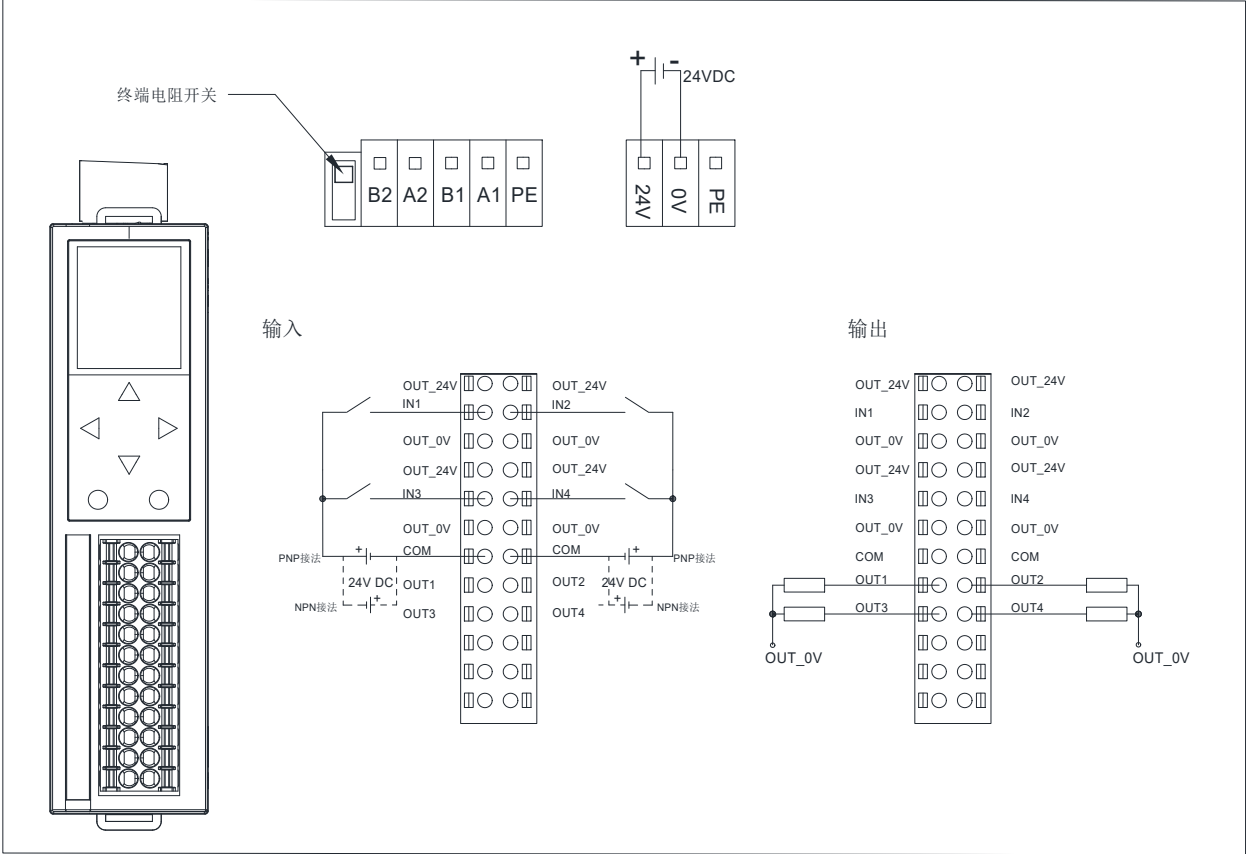 + -
24VDC
终端电阻开关
B2 A2 B1 A1 PE
24V 0V PE
输入
OUT_24V OUT_24V
IN1 IN2
OUT_0V OUT_0V
OUT_24V OUT_24V
IN3 IN4
OUT_0V OUT_0V
PNP接法 + COM COM + PNP接法
24V DC OUT1 OUT2 24V DC
NPN接法 + OUT3 OUT4 + NPN接法
输出
OUT_24V OUT_24V
IN1 IN2
OUT_0V OUT_0V
OUT_24V OUT_24V
IN3 IN4
OUT_0V OUT_0V
COM COM
OUT1 OUT2
OUT3 OUT4
OUT_0V OUT_0V